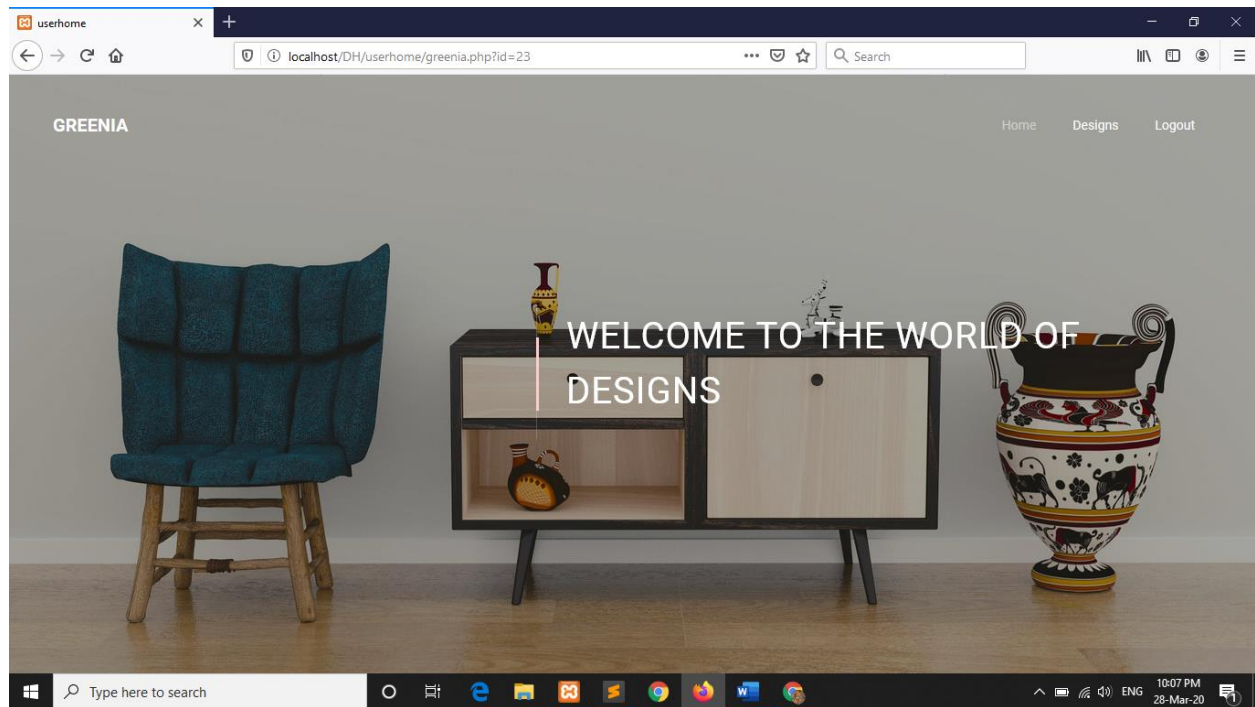 userhome
localhost/DH/userhome/greenia.php?id=23
Search
GREENIA
Home Designs Logout
WELCOME TO THE WORLD OF
DESIGNS
Type here to search
ENG
10:07 PM
28-Mar-20
1